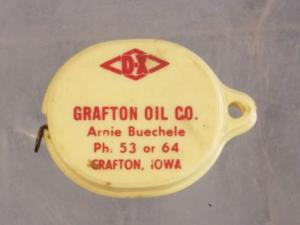 D-X
GRAFTON OIL CO.
Arnie Buechele
Ph. 53 or 64
GRAFTON, IOWA